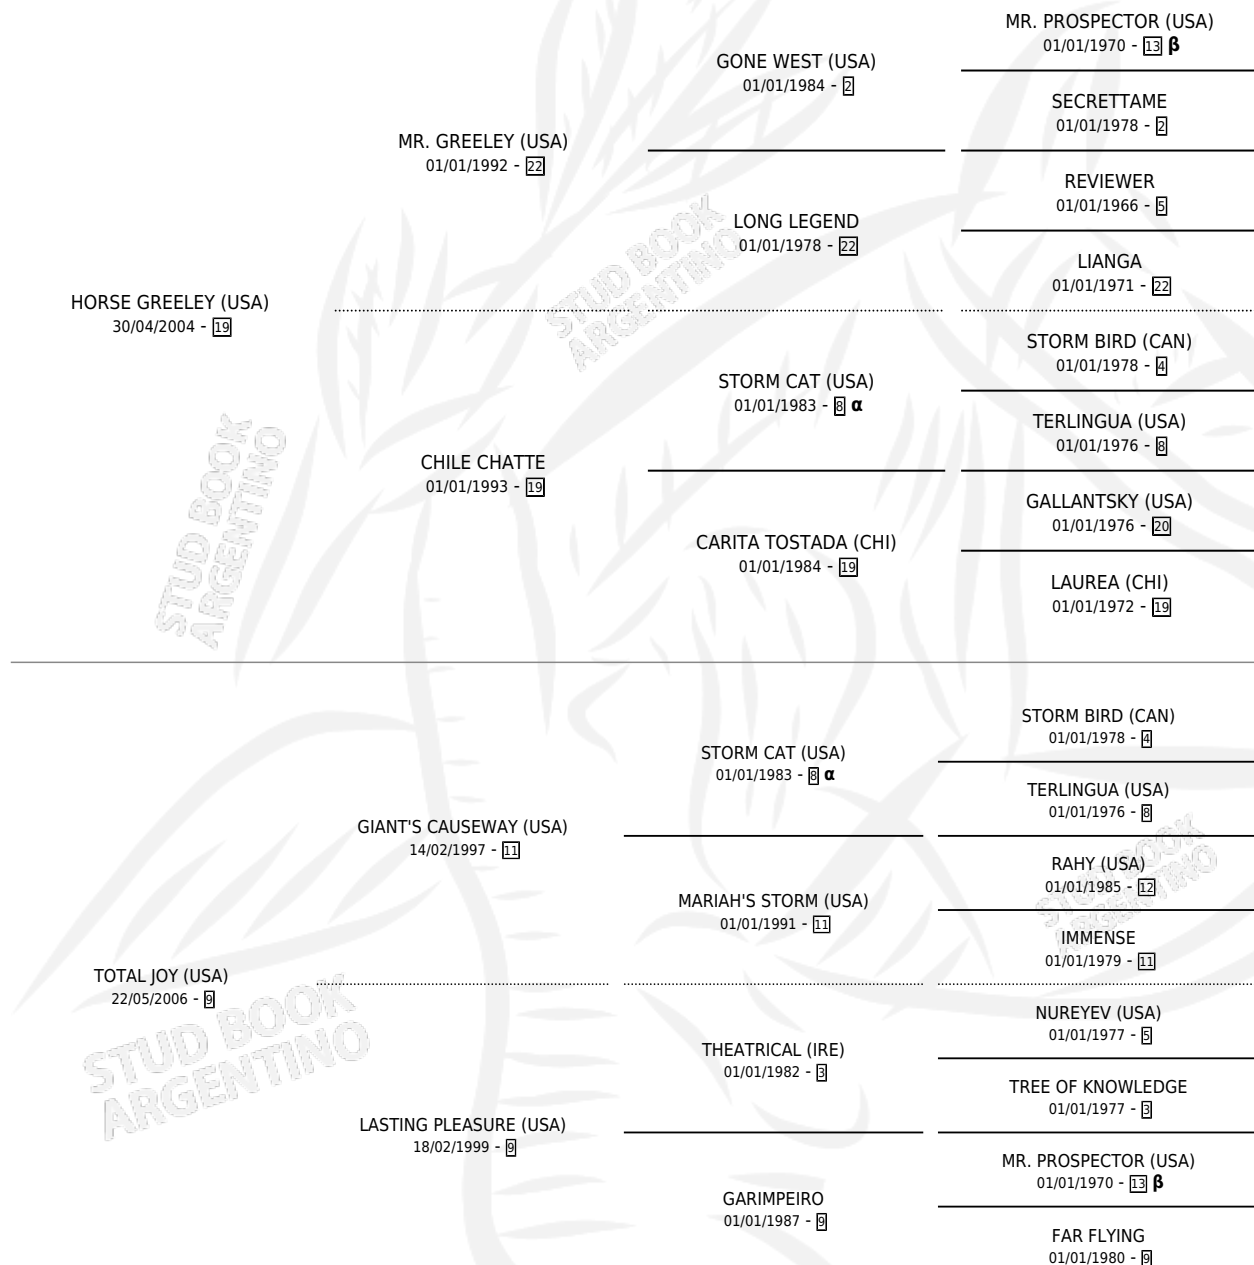 MR. PROSPECTOR (USA)
01/01/1970 - 13 β
GONE WEST (USA)
01/01/1984 - 2
SECRETTAME
01/01/1978 - 2
MR. GREELEY (USA)
01/01/1992 - 22
REVIEWER
01/01/1966 - 5
LONG LEGEND
01/01/1978 - 22
LIANGA
01/01/1971 - 22
HORSE GREELEY (USA)
30/04/2004 - 19
STORM BIRD (CAN)
01/01/1978 - 4
STORM CAT (USA)
01/01/1983 - 8 α
TERLINGUA (USA)
01/01/1976 - 8
CHILE CHATTE
01/01/1993 - 19
GALLANTSKY (USA)
01/01/1976 - 20
CARITA TOSTADA (CHI)
01/01/1984 - 19
LAUREA (CHI)
01/01/1972 - 19
STORM BIRD (CAN)
01/01/1978 - 4
STORM CAT (USA)
01/01/1983 - 8 α
TERLINGUA (USA)
01/01/1976 - 8
GIANT'S CAUSEWAY (USA)
14/02/1997 - 11
RAHY (USA)
01/01/1985 - 12
MARIAH'S STORM (USA)
01/01/1991 - 11
IMMENSE
01/01/1979 - 11
TOTAL JOY (USA)
22/05/2006 - 9
NUREYEV (USA)
01/01/1977 - 5
THEATRICAL (IRE)
01/01/1982 - 3
TREE OF KNOWLEDGE
01/01/1977 - 3
LASTING PLEASURE (USA)
18/02/1999 - 9
MR. PROSPECTOR (USA)
01/01/1970 - 13 β
GARIMPEIRO
01/01/1987 - 9
FAR FLYING
01/01/1980 - 9
STUD BOOK
ARGENTINO
STUD BOOK
ARGENTINO
STUD BOOK
ARGENTINO
STUD BOOK
ARGENTINO